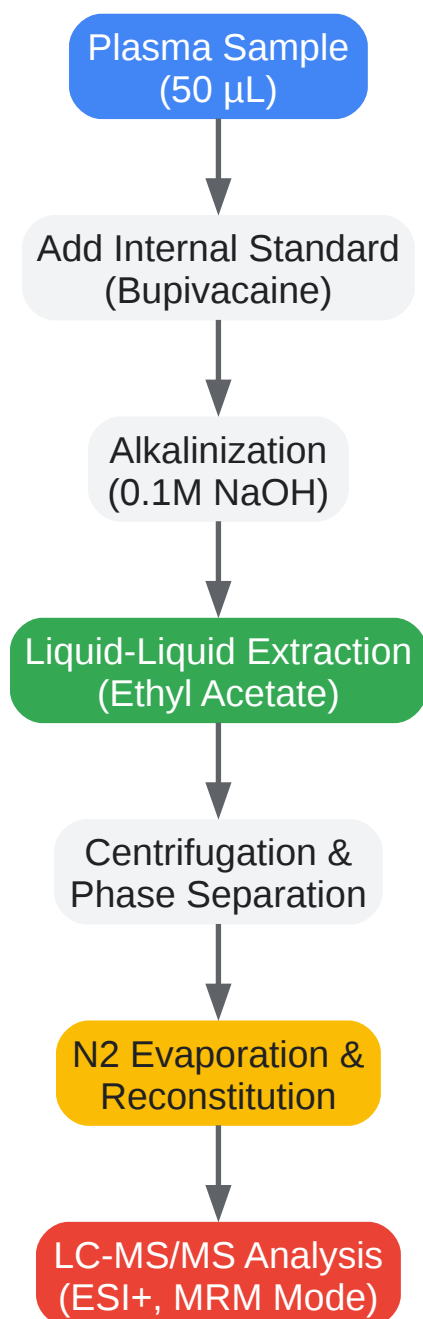 Plasma Sample
(50 µL)
Add Internal Standard
(Bupivacaine)
Alkalinization
(0.1M NaOH)
Liquid-Liquid Extraction
(Ethyl Acetate)
Centrifugation &
Phase Separation
N2 Evaporation &
Reconstitution
LC-MS/MS Analysis
(ESI+, MRM Mode)